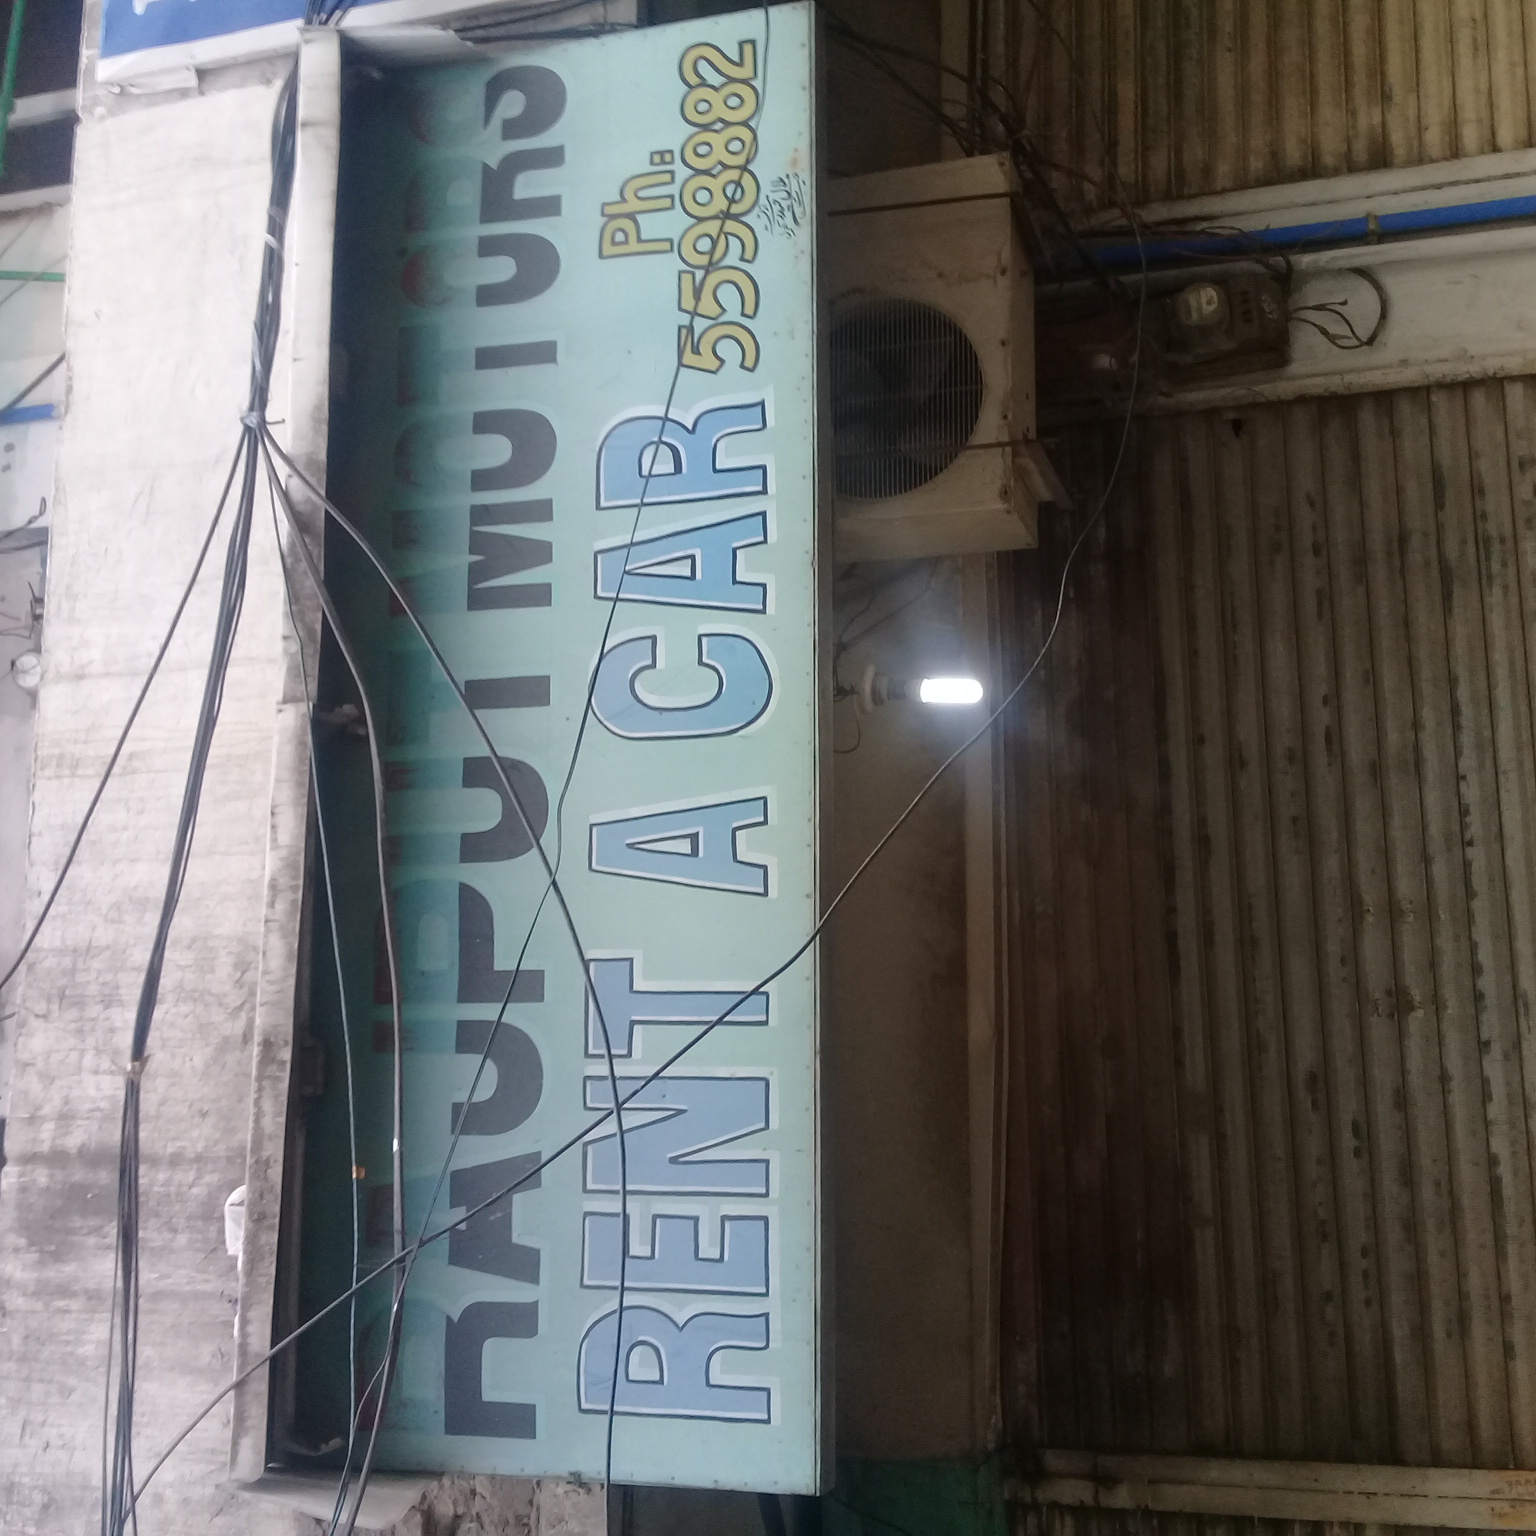 RAJPUT MOTORS
RENT A CAR
Ph:
5598882